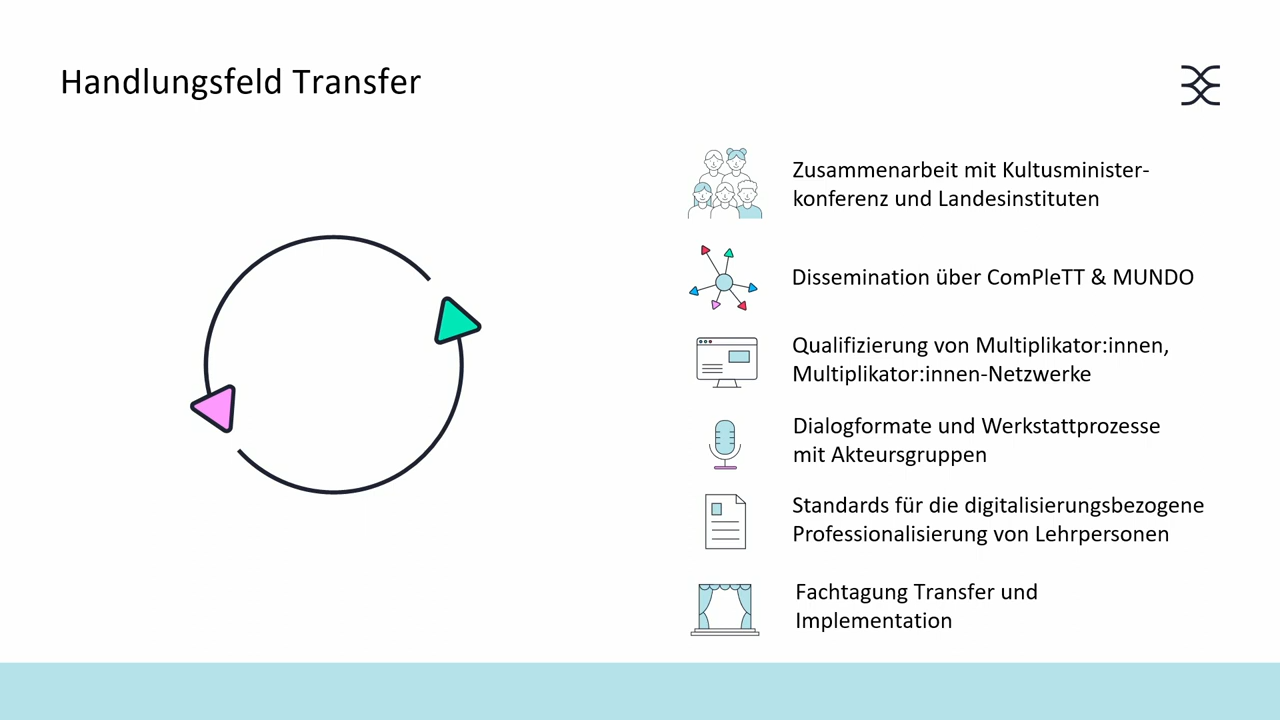 Handlungsfeld Transfer
Zusammenarbeit mit Kultusminister-
konferenz und Landesinstituten
Dissemination über ComPleTT & MUNDO
Qualifizierung von Multiplikator:innen,
Multiplikator:innen-Netzwerke
Dialogformate und Werkstattprozesse
mit Akteursgruppen
Standards für die digitalisierungsbezogene
Professionalisierung von Lehrpersonen
Fachtagung Transfer und
Implementation